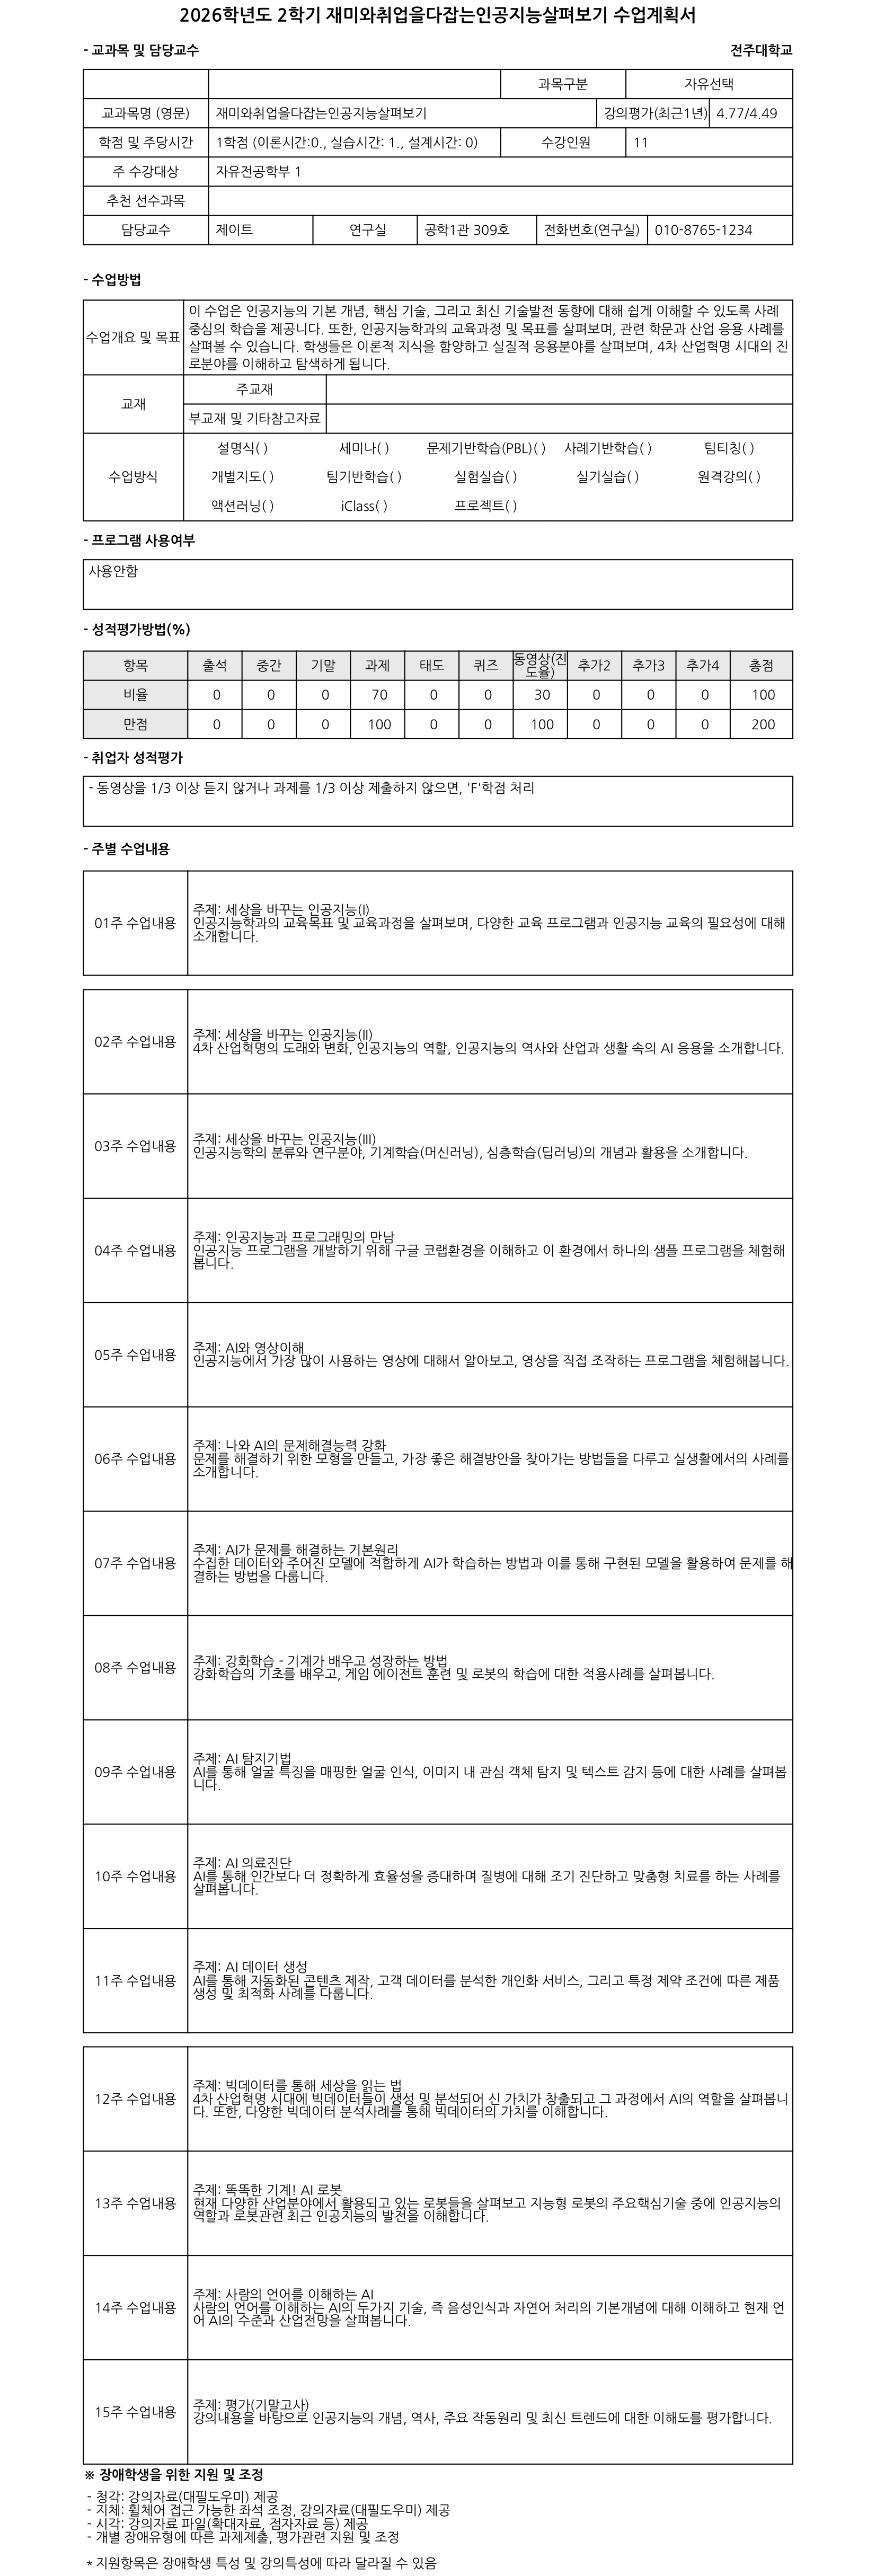 2026학년도 2학기 재미와취업을다잡는인공지능살펴보기 수업계획서
- 교과목 및 담당교수 전주대학교
과목구분 자유선택
교과목명 (영문) 재미와취업을다잡는인공지능살펴보기 강의평가(최근1년) 4.77/4.49
학점 및 주당시간 1학점 (이론시간:0., 실습시간: 1., 설계시간: 0) 수강인원 11
주 수강대상 자유전공학부 1
추천 선수과목
담당교수 제이트 연구실 공학1관 309호 전화번호(연구실) 010-8765-1234
- 수업방법
수업개요 및 목표
이 수업은 인공지능의 기본 개념, 핵심 기술, 그리고 최신 기술발전 동향에 대해 쉽게 이해할 수 있도록 사례
중심의 학습을 제공니다. 또한, 인공지능학과의 교육과정 및 목표를 살펴보며, 관련 학문과 산업 응용 사례를
살펴볼 수 있습니다. 학생들은 이론적 지식을 함양하고 실질적 응용분야를 살펴보며, 4차 산업혁명 시대의 진
로분야를 이해하고 탐색하게 됩니다.
교재
주교재
부교재 및 기타참고자료
수업방식
설명식( ) 세미나( ) 문제기반학습(PBL)( ) 사례기반학습( ) 팀티칭( )
개별지도( ) 팀기반학습( ) 실험실습( ) 실기실습( ) 원격강의( )
액션러닝( ) iClass( ) 프로젝트( )
- 프로그램 사용여부
사용안함
- 성적평가방법(%)
항목 출석 중간 기말 과제 태도 퀴즈 동영상(진도율) 추가2 추가3 추가4 총점
비율 0 0 0 70 0 0 30 0 0 0 100
만점 0 0 0 100 0 0 100 0 0 0 200
- 취업자 성적평가
- 동영상을 1/3 이상 듣지 않거나 과제를 1/3 이상 제출하지 않으면, 'F'학점 처리
- 주별 수업내용
01주 수업내용
주제: 세상을 바꾸는 인공지능(I)
인공지능학과의 교육목표 및 교육과정을 살펴보며, 다양한 교육 프로그램과 인공지능 교육의 필요성에 대해
소개합니다.
02주 수업내용
주제: 세상을 바꾸는 인공지능(II)
4차 산업혁명의 도래와 변화, 인공지능의 역할, 인공지능의 역사와 산업과 생활 속의 AI 응용을 소개합니다.
03주 수업내용
주제: 세상을 바꾸는 인공지능(III)
인공지능학의 분류와 연구분야, 기계학습(머신러닝), 심층학습(딥러닝)의 개념과 활용을 소개합니다.
04주 수업내용
주제: 인공지능과 프로그래밍의 만남
인공지능 프로그램을 개발하기 위해 구글 코랩환경을 이해하고 이 환경에서 하나의 샘플 프로그램을 체험해
봅니다.
05주 수업내용
주제: AI와 영상이해
인공지능에서 가장 많이 사용하는 영상에 대해서 알아보고, 영상을 직접 조작하는 프로그램을 체험해봅니다.
06주 수업내용
주제: 나와 AI의 문제해결능력 강화
문제를 해결하기 위한 모형을 만들고, 가장 좋은 해결방안을 찾아가는 방법들을 다루고 실생활에서의 사례를
소개합니다.
07주 수업내용
주제: AI가 문제를 해결하는 기본원리
수집한 데이터와 주어진 모델에 적합하게 AI가 학습하는 방법과 이를 통해 구현된 모델을 활용하여 문제를 해
결하는 방법을 다룹니다.
08주 수업내용
주제: 강화학습 - 기계가 배우고 성장하는 방법
강화학습의 기초를 배우고, 게임 에이전트 훈련 및 로봇의 학습에 대한 적용사례를 살펴봅니다.
09주 수업내용
주제: AI 탐지기법
AI를 통해 얼굴 특징을 매핑한 얼굴 인식, 이미지 내 관심 객체 탐지 및 텍스트 감지 등에 대한 사례를 살펴봅
니다.
10주 수업내용
주제: AI 의료진단
AI를 통해 인간보다 더 정확하게 효율성을 증대하며 질병에 대해 조기 진단하고 맞춤형 치료를 하는 사례를
살펴봅니다.
11주 수업내용
주제: AI 데이터 생성
AI를 통해 자동화된 콘텐츠 제작, 고객 데이터를 분석한 개인화 서비스, 그리고 특정 제약 조건에 따른 제품
생성 및 최적화 사례를 다룹니다.
12주 수업내용
주제: 빅데이터를 통해 세상을 읽는 법
4차 산업혁명 시대에 빅데이터들이 생성 및 분석되어 신 가치가 창출되고 그 과정에서 AI의 역할을 살펴봅니
다. 또한, 다양한 빅데이터 분석사례를 통해 빅데이터의 가치를 이해합니다.
13주 수업내용
주제: 똑똑한 기계! AI 로봇
현재 다양한 산업분야에서 활용되고 있는 로봇들을 살펴보고 지능형 로봇의 주요핵심기술 중에 인공지능의
역할과 로봇관련 최근 인공지능의 발전을 이해합니다.
14주 수업내용
주제: 사람의 언어를 이해하는 AI
사람의 언어를 이해하는 AI의 두가지 기술, 즉 음성인식과 자연어 처리의 기본개념에 대해 이해하고 현재 언
어 AI의 수준과 산업전망을 살펴봅니다.
15주 수업내용
주제: 평가(기말고사)
강의내용을 바탕으로 인공지능의 개념, 역사, 주요 작동원리 및 최신 트렌드에 대한 이해도를 평가합니다.
※ 장애학생을 위한 지원 및 조정
- 청각: 강의자료(대필도우미) 제공
- 지체: 휠체어 접근 가능한 좌석 조정, 강의자료(대필도우미) 제공
- 시각: 강의자료 파일(확대자료, 점자자료 등) 제공
- 개별 장애유형에 따른 과제제출, 평가관련 지원 및 조정
* 지원항목은 장애학생 특성 및 강의특성에 따라 달라질 수 있음